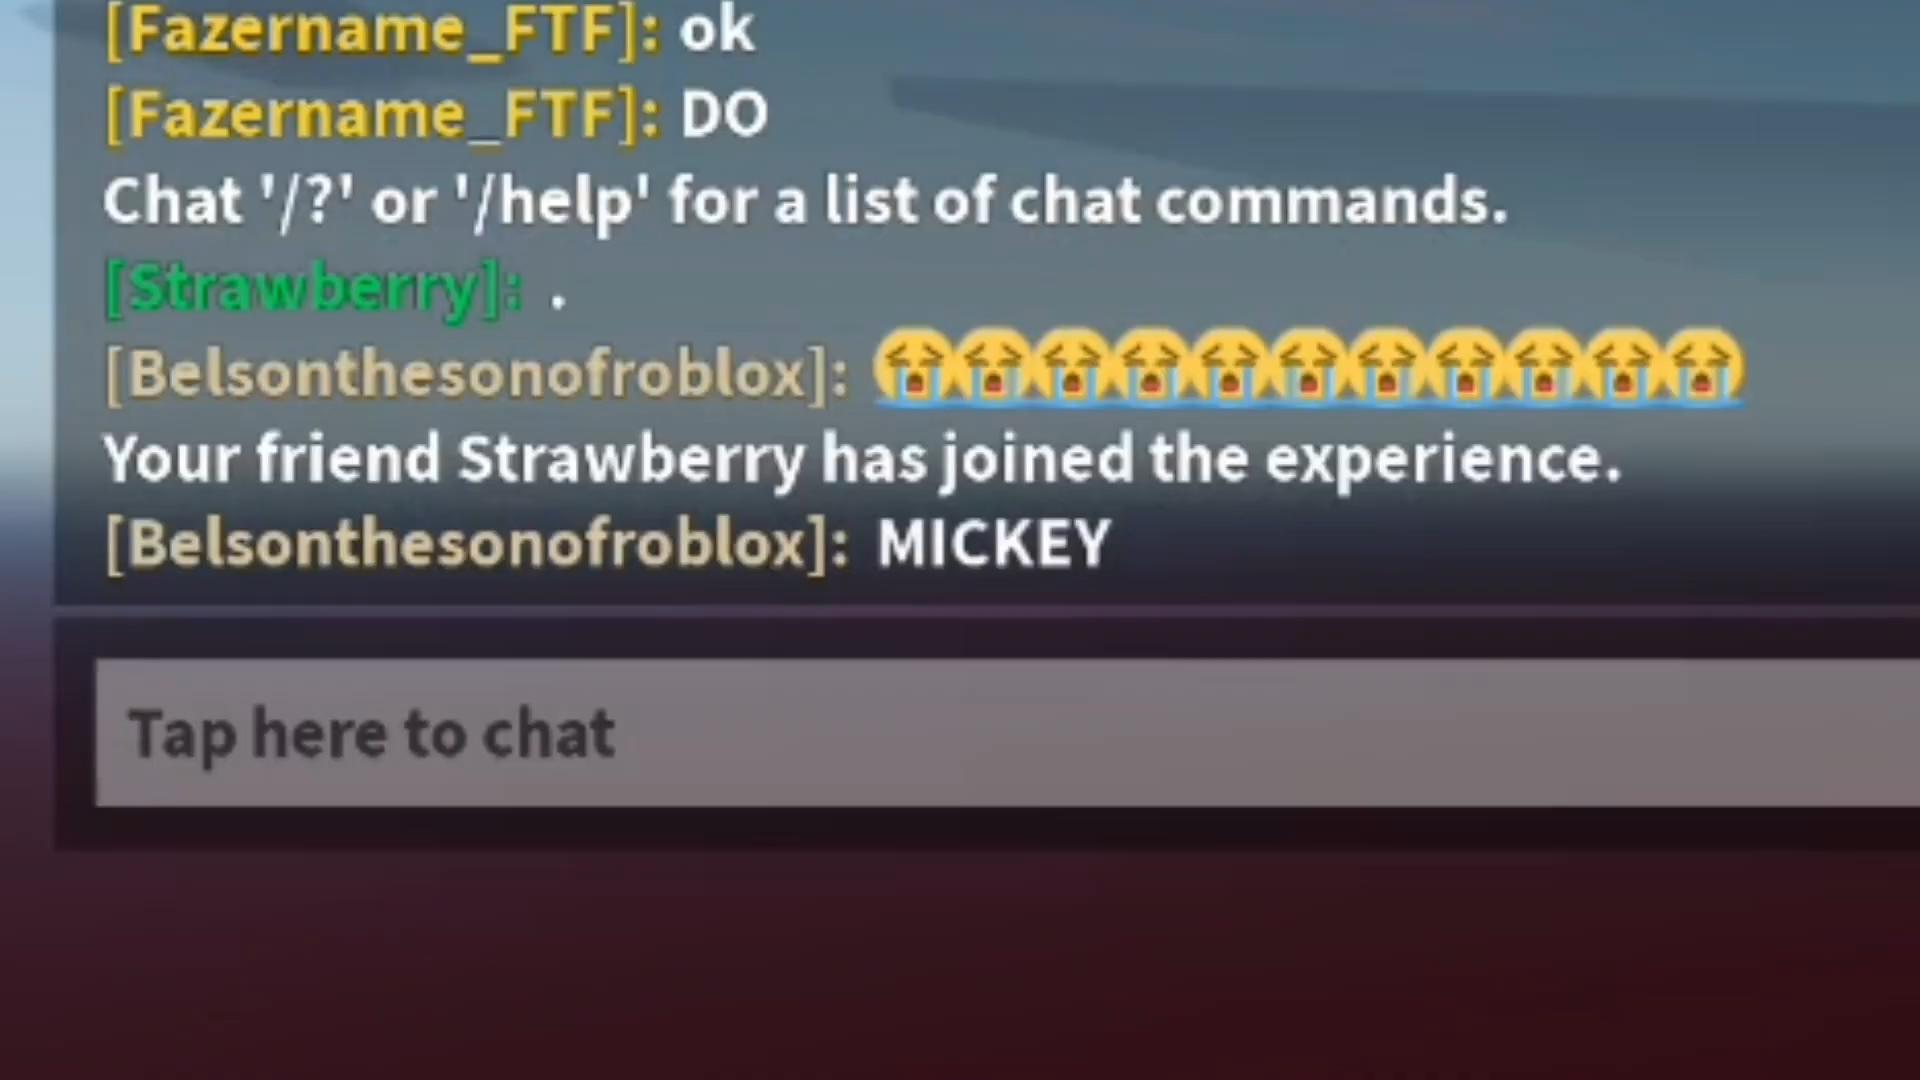 [Fazername_FTF]: ok
[Fazername_FTF]: DO
Chat '/?' or '/help' for a list of chat commands.
[Strawberry]: .
[Belsonthesonofroblox]: 😭😭😭😭😭😭😭😭😭😭😭
Your friend Strawberry has joined the experience.
[Belsonthesonofroblox]: MICKEY
Tap here to chat